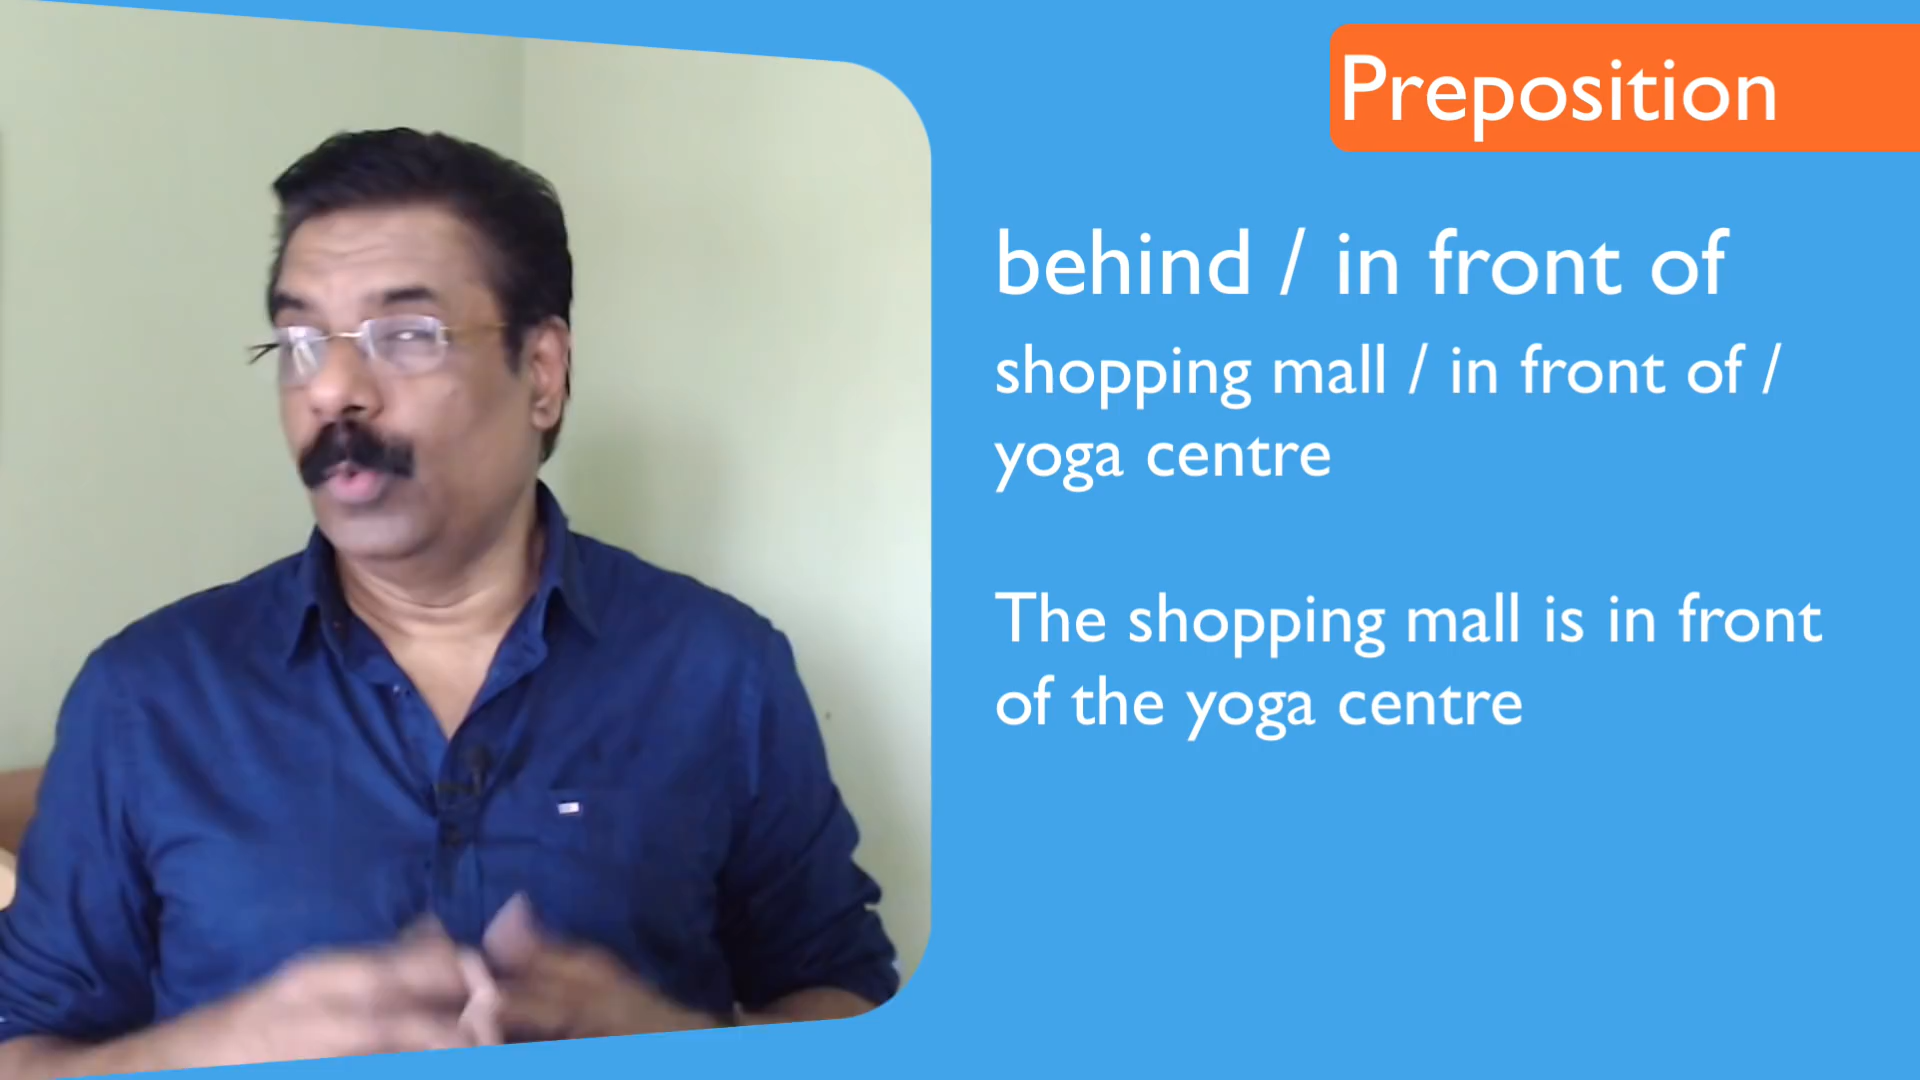 Preposition
behind / in front of
shopping mall / in front of /
yoga centre
The shopping mall is in front
of the yoga centre